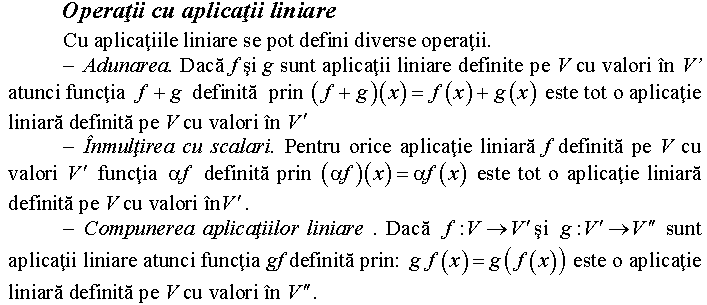 Operaţii cu aplicaţii liniare
Cu aplicaţiile liniare se pot defini diverse operaţii.
– Adunarea. Dacă f şi g sunt aplicaţii liniare definite pe V cu valori în V’
atunci funcţia f + g definită prin (f + g)(x) = f(x) + g(x) este tot o aplicaţie
liniară definită pe V cu valori în V′
– Înmulţirea cu scalari. Pentru orice aplicaţie liniară f definită pe V cu
valori V′ funcţia αf definită prin (αf)(x) = αf(x) este tot o aplicaţie liniară
definită pe V cu valori în V′.
– Compunerea aplicaţiilor liniare . Dacă f : V → V′ şi g : V′ → V″ sunt
aplicaţii liniare atunci funcţia gf definită prin: g f(x) = g(f(x)) este o aplicaţie
liniară definită pe V cu valori în V″.